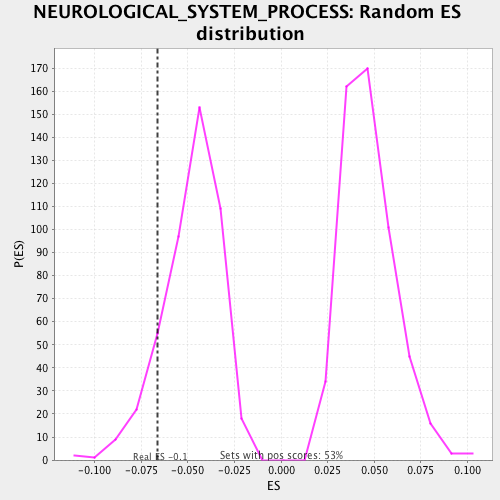 NEUROLOGICAL_SYSTEM_PROCESS: Random ES
distribution
170
160
150
140
130
120
110
100
90
80
70
60
50
40
30
20
10
0
P(ES)
Real ES -0.1
Sets with pos scores: 53%
-0.100 -0.075 -0.050 -0.025 0.000 0.025 0.050 0.075 0.100
ES